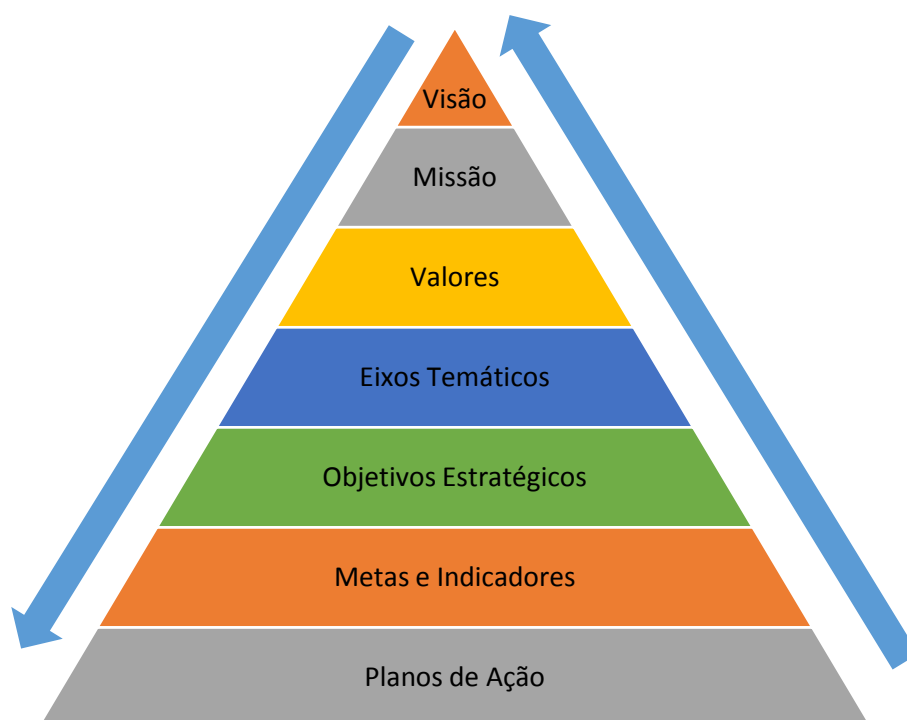 Visão
Missão
Valores
Eixos Temáticos
Objetivos Estratégicos
Metas e Indicadores
Planos de Ação